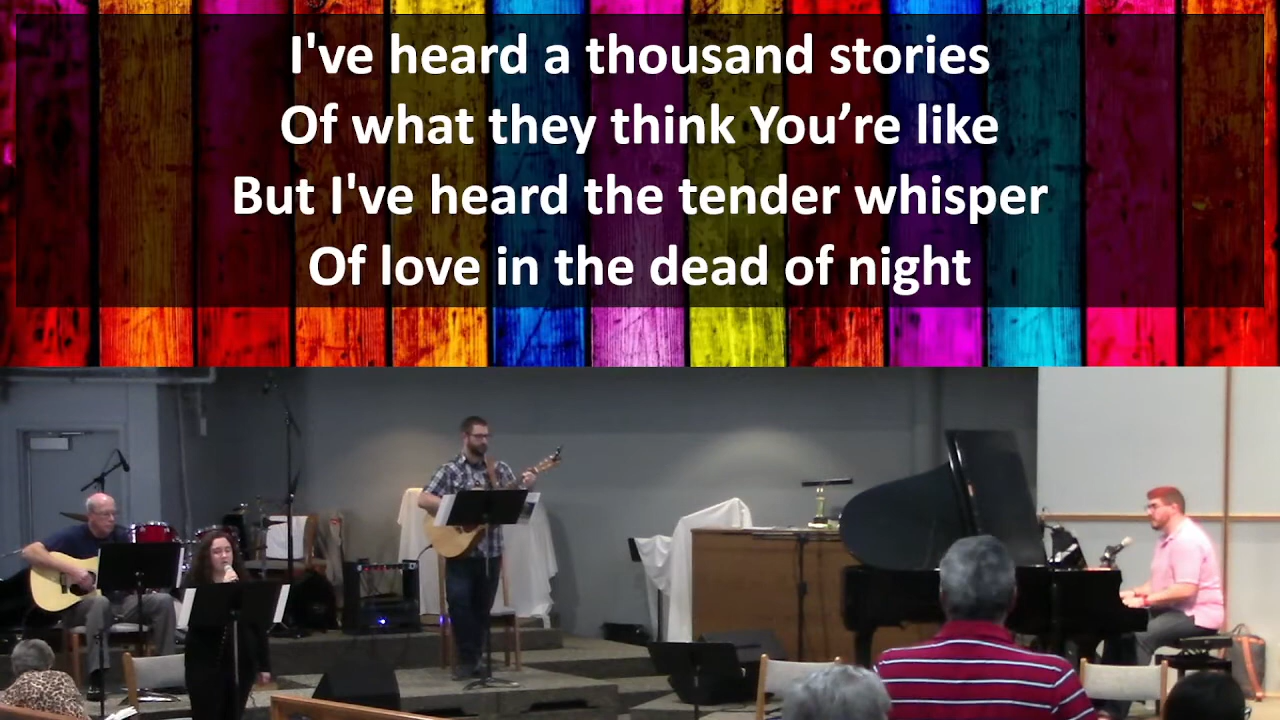 I've heard a thousand stories
Of what they think You’re like
But I've heard the tender whisper
Of love in the dead of night